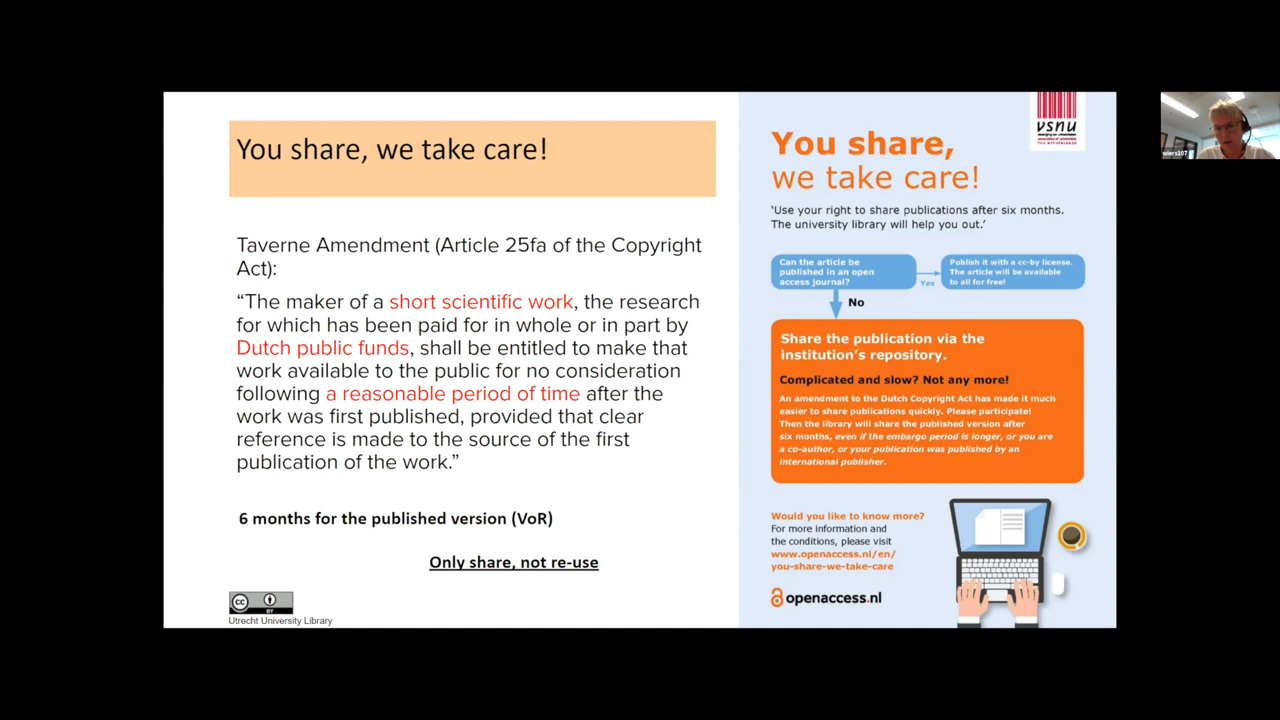 You share, we take care!
Taverne Amendment (Article 25fa of the Copyright
Act):
“The maker of a short scientific work, the research
for which has been paid for in whole or in part by
Dutch public funds, shall be entitled to make that
work available to the public for no consideration
following a reasonable period of time after the
work was first published, provided that clear
reference is made to the source of the first
publication of the work.”
6 months for the published version (VoR)
Only share, not re-use
cc
BY
Utrecht University Library
vsnu
You share,
we take care!
‘Use your right to share publications after six months.
The university library will help you out.’
Can the article be
published in an open
access journal?
Yes
Publish it with a cc-by license.
The article will be available
to all for free!
No
Share the publication via the
institution’s repository.
Complicated and slow? Not any more!
An amendment to the Dutch Copyright Act has made it much
easier to share publications quickly. Please participate!
Then the library will share the published version after
six months, even if the embargo period is longer, or you are
a co-author, or your publication was published by an
international publisher.
Would you like to know more?
For more information and
the conditions, please visit
www.openaccess.nl/en/
you-share-we-take-care
openaccess.nl
wiers107